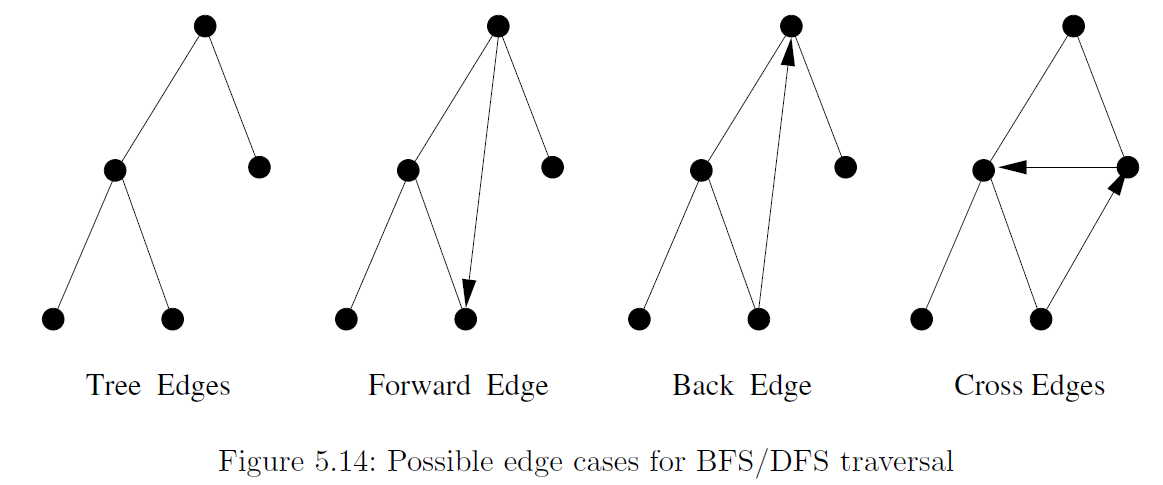 Tree Edges
Forward Edge
Back Edge
Cross Edges
Figure 5.14: Possible edge cases for BFS/DFS traversal